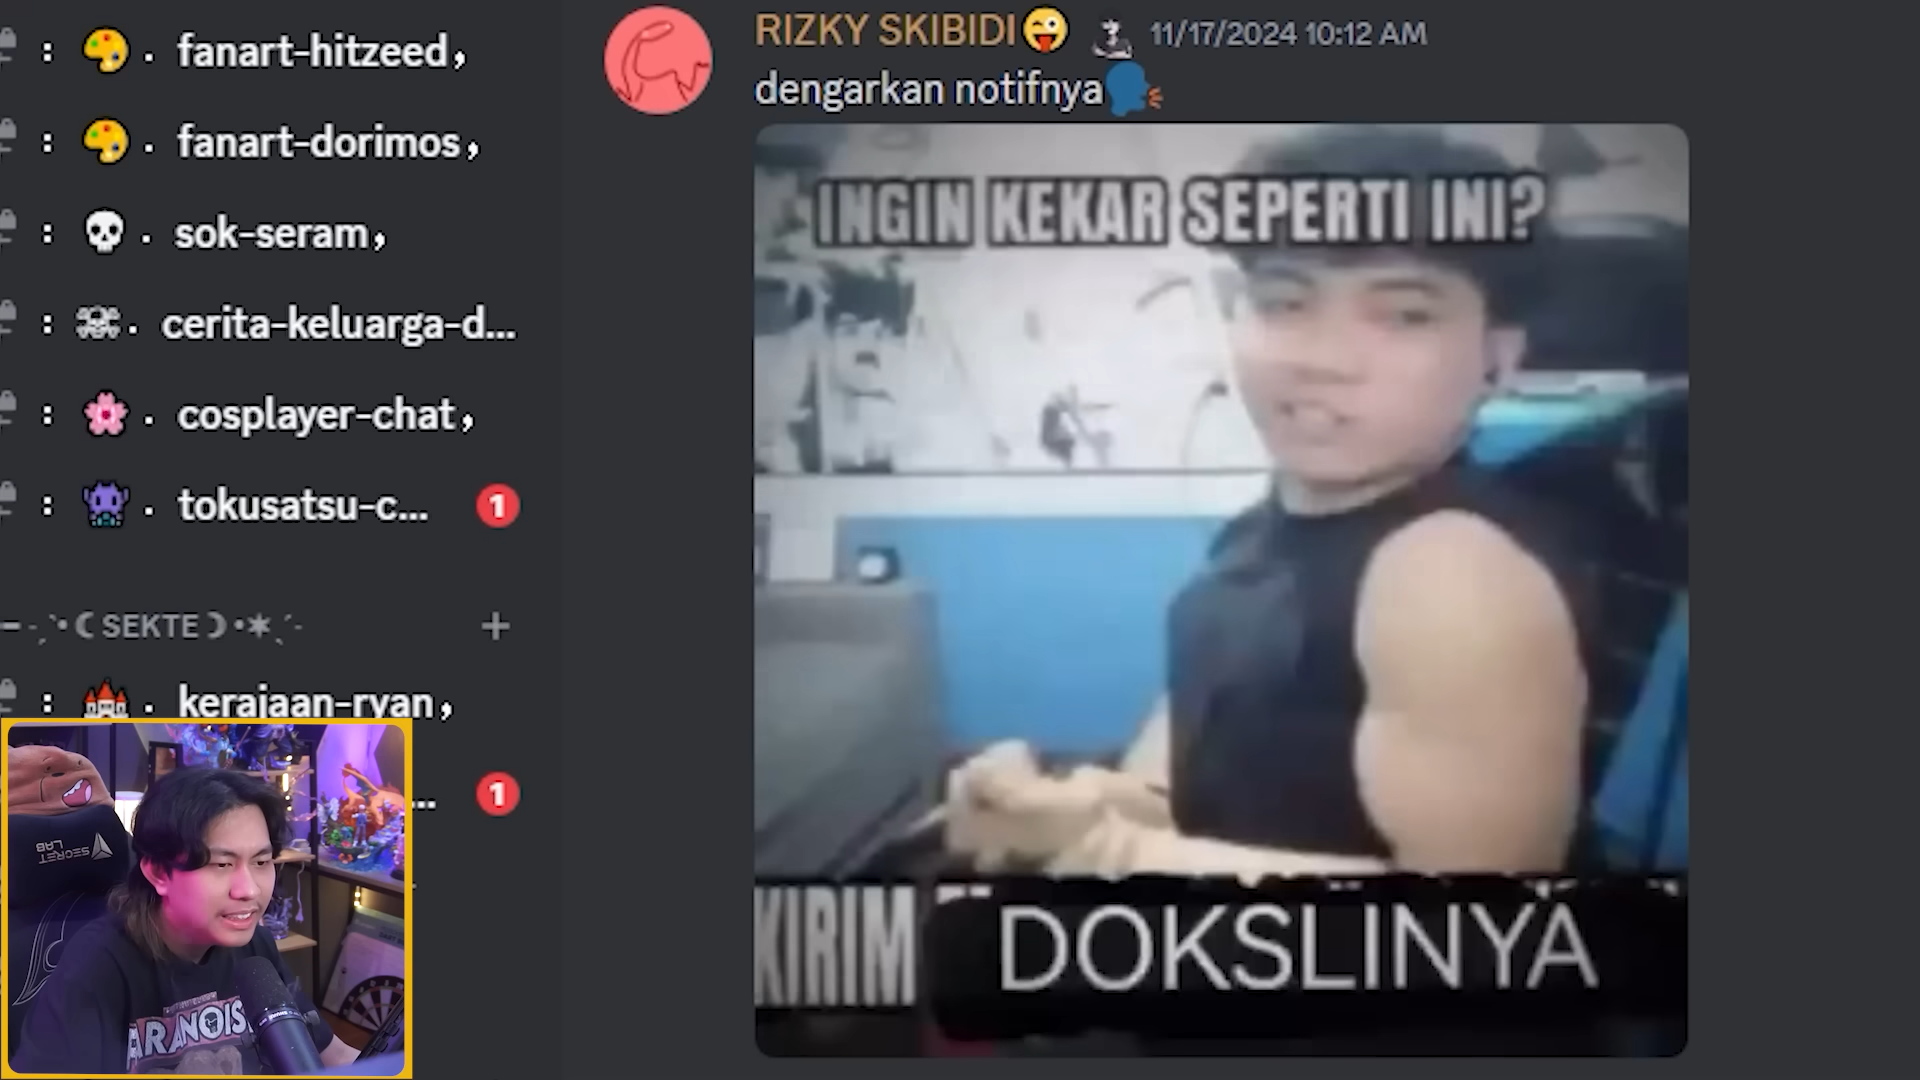 : . fanart-hitzeed,
: . fanart-dorimos,
: . sok-seram,
: . cerita-keluarga-d...
: . cosplayer-chat,
: . tokusatsu-c... 1
SEKTE +
: . kerajaan-ryan,
... 1
SECRET LAB
RIZKY SKIBIDI😜 11/17/2024 10:12 AM
dengarkan notifnya🗣
INGIN KEKAR SEPERTI INI?
KIRIM DOKSLINYA